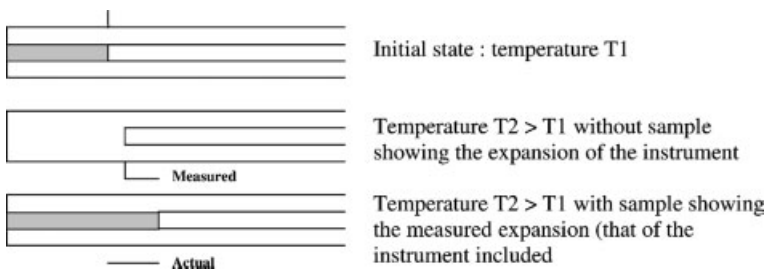 Initial state : temperature T1
Temperature T2 > T1 without sample
showing the expansion of the instrument
Measured
Temperature T2 > T1 with sample showing
the measured expansion (that of the
instrument included
Actual